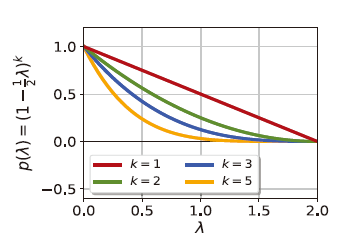 p(λ) = (1 − ½λ)^k
1.0
0.5
0.0
−0.5
k = 1
k = 3
k = 2
k = 5
0.0 0.5 1.0 1.5 2.0
λ